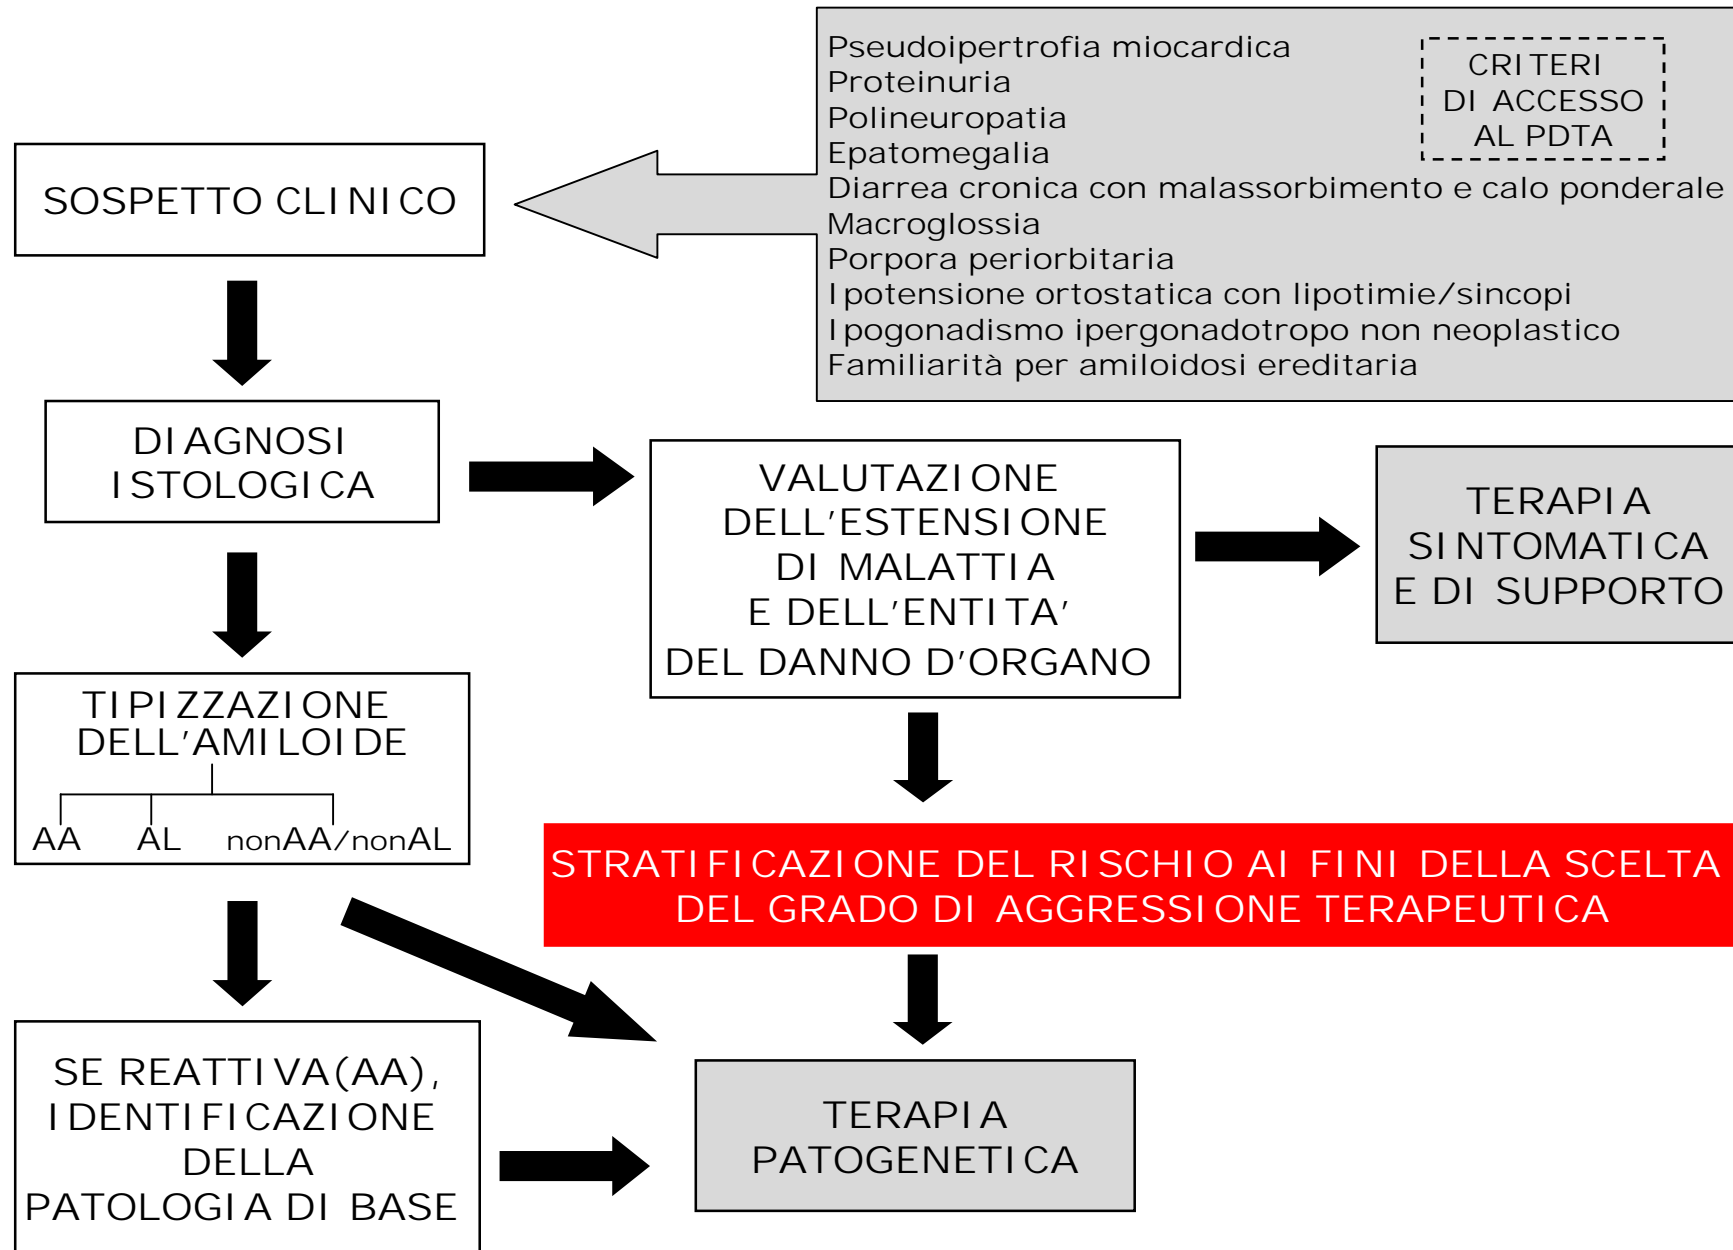 Pseudoipertrofia miocardica
Proteinuria
Polineuropatia
Epatomegalia
Diarrea cronica con malassorbimento e calo ponderale
Macroglossia
Porpora periorbitaria
Ipotensione ortostatica con lipotimie/sincopi
Ipogonadismo ipergonadotropo non neoplastico
Familiarità per amiloidosi ereditaria
CRITERI
DI ACCESSO
AL PDTA
SOSPETTO CLINICO
DIAGNOSI
ISTOLOGICA
VALUTAZIONE
DELL'ESTENSIONE
DI MALATTIA
E DELL'ENTITA'
DEL DANNO D'ORGANO
TERAPIA
SINTOMATICA
E DI SUPPORTO
TIPIZZAZIONE
DELL'AMILOIDE
AA AL nonAA/nonAL
STRATIFICAZIONE DEL RISCHIO AI FINI DELLA SCELTA
DEL GRADO DI AGGRESSIONE TERAPEUTICA
SE REATTIVA(AA),
IDENTIFICAZIONE
DELLA
PATOLOGIA DI BASE
TERAPIA
PATOGENETICA